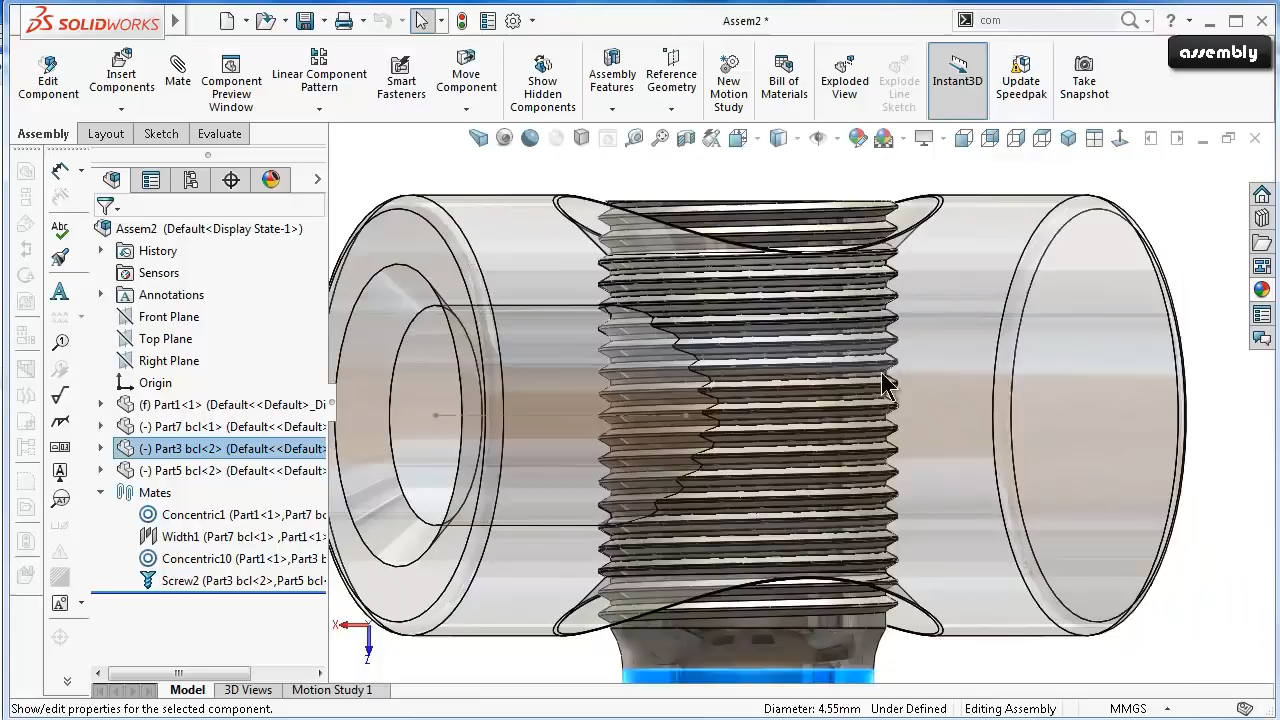 SOLIDWORKS
Assem2 *
com
assembly
Edit Component
Insert Components
Mate
Component Preview Window
Linear Component Pattern
Smart Fasteners
Move Component
Show Hidden Components
Assembly Features
Reference Geometry
New Motion Study
Bill of Materials
Exploded View
Explode Line Sketch
Instant3D
Update Speedpak
Take Snapshot
Assembly Layout Sketch Evaluate
Assem2 (Default<Display State-1>)
History
Sensors
Annotations
Front Plane
Top Plane
Right Plane
Origin
(f) Part1<1> (Default<<Default>_Di
(-) Part7 bcl<1> (Default<<Default
(-) Part3 bcl<2> (Default<<Default
(-) Part5 bcl<2> (Default<<Default
Mates
Concentric1 (Part1<1>,Part7 bc
Width1 (Part7 bcl<1> ,Part1<1>
Concentric10 (Part1<1>,Part3 b
Screw2 (Part3 bcl<2>,Part5 bcl
X
Z
Model 3D Views Motion Study 1
Show/edit properties for the selected component.
Diameter: 4.55mm Under Defined Editing Assembly MMGS